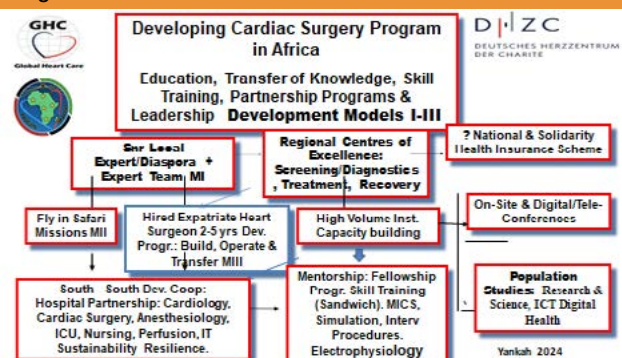 GHC
Global Heart Care
Developing Cardiac Surgery Program
in Africa
Education, Transfer of Knowledge, Skill
Training, Partnership Programs &
Leadership Development Models I-III
D|HZC
DEUTSCHES HERZZENTRUM
DER CHARITÉ
Snr Local
Expert/Diaspora +
Expert Team MI
Regional Centres of
Excellence:
Screening/Diagnostics
, Treatment, Recovery
? National & Solidarity
Health Insurance Scheme
Fly in Safari
Missions MII
Hired Expatriate Heart
Surgeon 2-5 yrs Dev.
Progr.: Build, Operate &
Transfer MIII
High Volume Inst.
Capacity building
On-Site & Digital/Tele-
Conferences
South South Dev. Coop:
Hospital Partnership: Cardiology,
Cardiac Surgery, Anesthesiology,
ICU, Nursing, Perfusion, IT
Sustainability Resilience.
Mentorship: Fellowship
Progr. Skill Training
(Sandwich). MICS,
Simulation, Interv
Procedures.
Electrophysiology
Population
Studies: Research &
Science, ICT Digital
Health
Yankah 2024